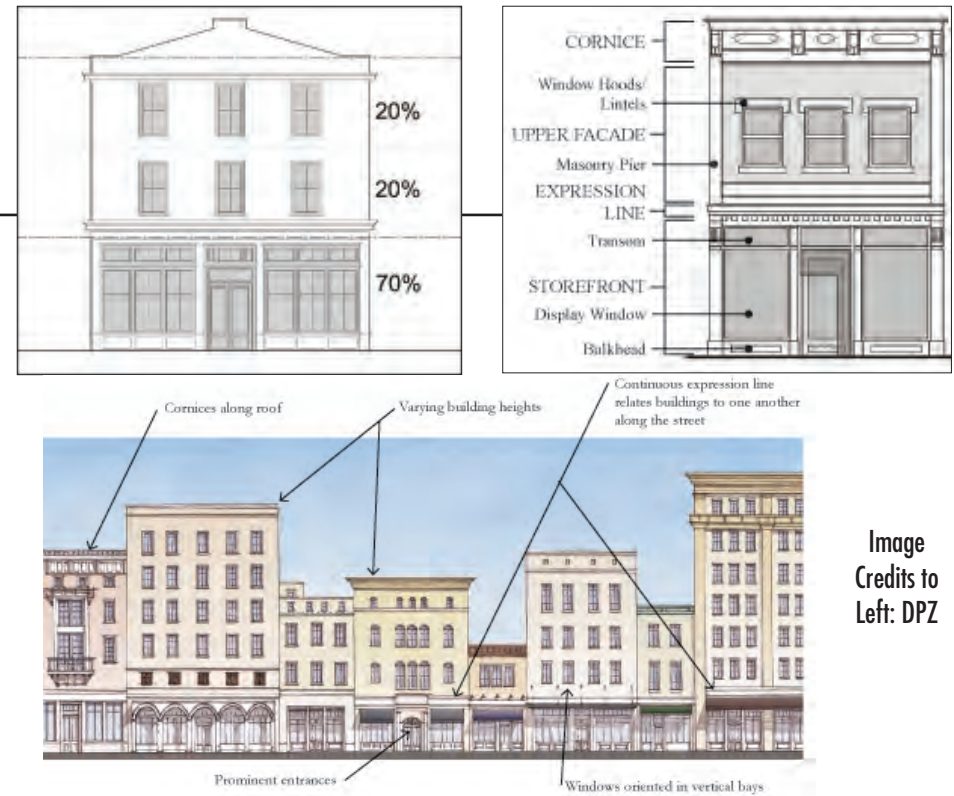 20%
20%
70%
CORNICE
Window Hoods/
Lintels
UPPER FACADE
Masonry Pier
EXPRESSION
LINE
Transom
STOREFRONT
Display Window
Bulkhead
Cornices along roof
Varying building heights
Continuous expression line
relates buildings to one another
along the street
Prominent entrances
Windows oriented in vertical bays
Image
Credits to
Left: DPZ